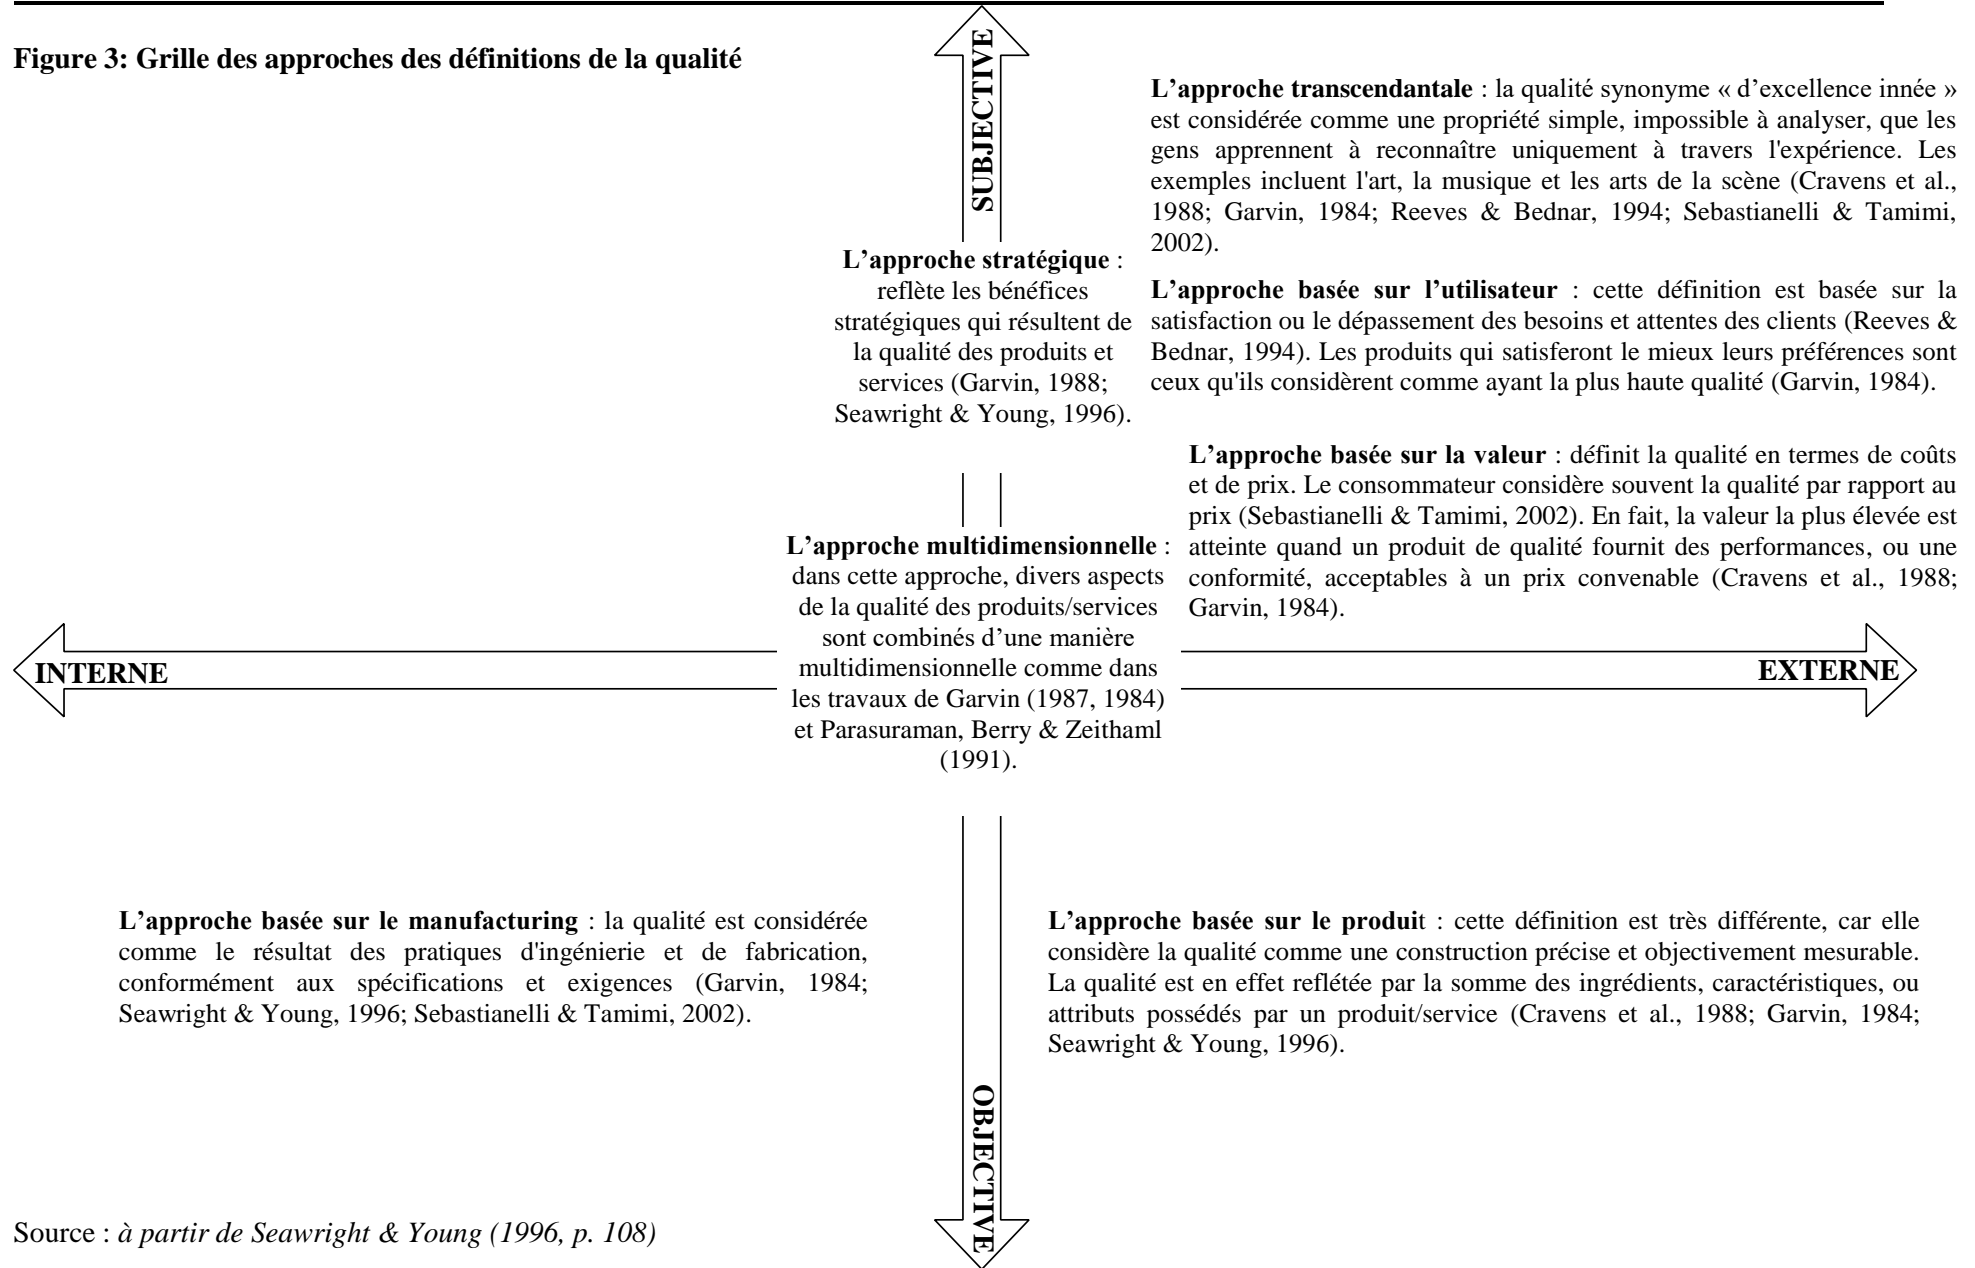 Figure 3: Grille des approches des définitions de la qualité
SUBJECTIVE
L’approche transcendantale : la qualité synonyme « d’excellence innée »
est considérée comme une propriété simple, impossible à analyser, que les
gens apprennent à reconnaître uniquement à travers l'expérience. Les
exemples incluent l'art, la musique et les arts de la scène (Cravens et al.,
1988; Garvin, 1984; Reeves & Bednar, 1994; Sebastianelli & Tamimi,
2002).
L’approche stratégique :
reflète les bénéfices
stratégiques qui résultent de
la qualité des produits et
services (Garvin, 1988;
Seawright & Young, 1996).
L’approche basée sur l’utilisateur : cette définition est basée sur la
satisfaction ou le dépassement des besoins et attentes des clients (Reeves &
Bednar, 1994). Les produits qui satisferont le mieux leurs préférences sont
ceux qu'ils considèrent comme ayant la plus haute qualité (Garvin, 1984).
L’approche basée sur la valeur : définit la qualité en termes de coûts
et de prix. Le consommateur considère souvent la qualité par rapport au
prix (Sebastianelli & Tamimi, 2002). En fait, la valeur la plus élevée est
atteinte quand un produit de qualité fournit des performances, ou une
conformité, acceptables à un prix convenable (Cravens et al., 1988;
Garvin, 1984).
L’approche multidimensionnelle :
dans cette approche, divers aspects
de la qualité des produits/services
sont combinés d’une manière
multidimensionnelle comme dans
les travaux de Garvin (1987, 1984)
et Parasuraman, Berry & Zeithaml
(1991).
INTERNE
EXTERNE
L’approche basée sur le manufacturing : la qualité est considérée
comme le résultat des pratiques d'ingénierie et de fabrication,
conformément aux spécifications et exigences (Garvin, 1984;
Seawright & Young, 1996; Sebastianelli & Tamimi, 2002).
L’approche basée sur le produit : cette définition est très différente, car elle
considère la qualité comme une construction précise et objectivement mesurable.
La qualité est en effet reflétée par la somme des ingrédients, caractéristiques, ou
attributs possédés par un produit/service (Cravens et al., 1988; Garvin, 1984;
Seawright & Young, 1996).
OBJECTIVE
Source : à partir de Seawright & Young (1996, p. 108)